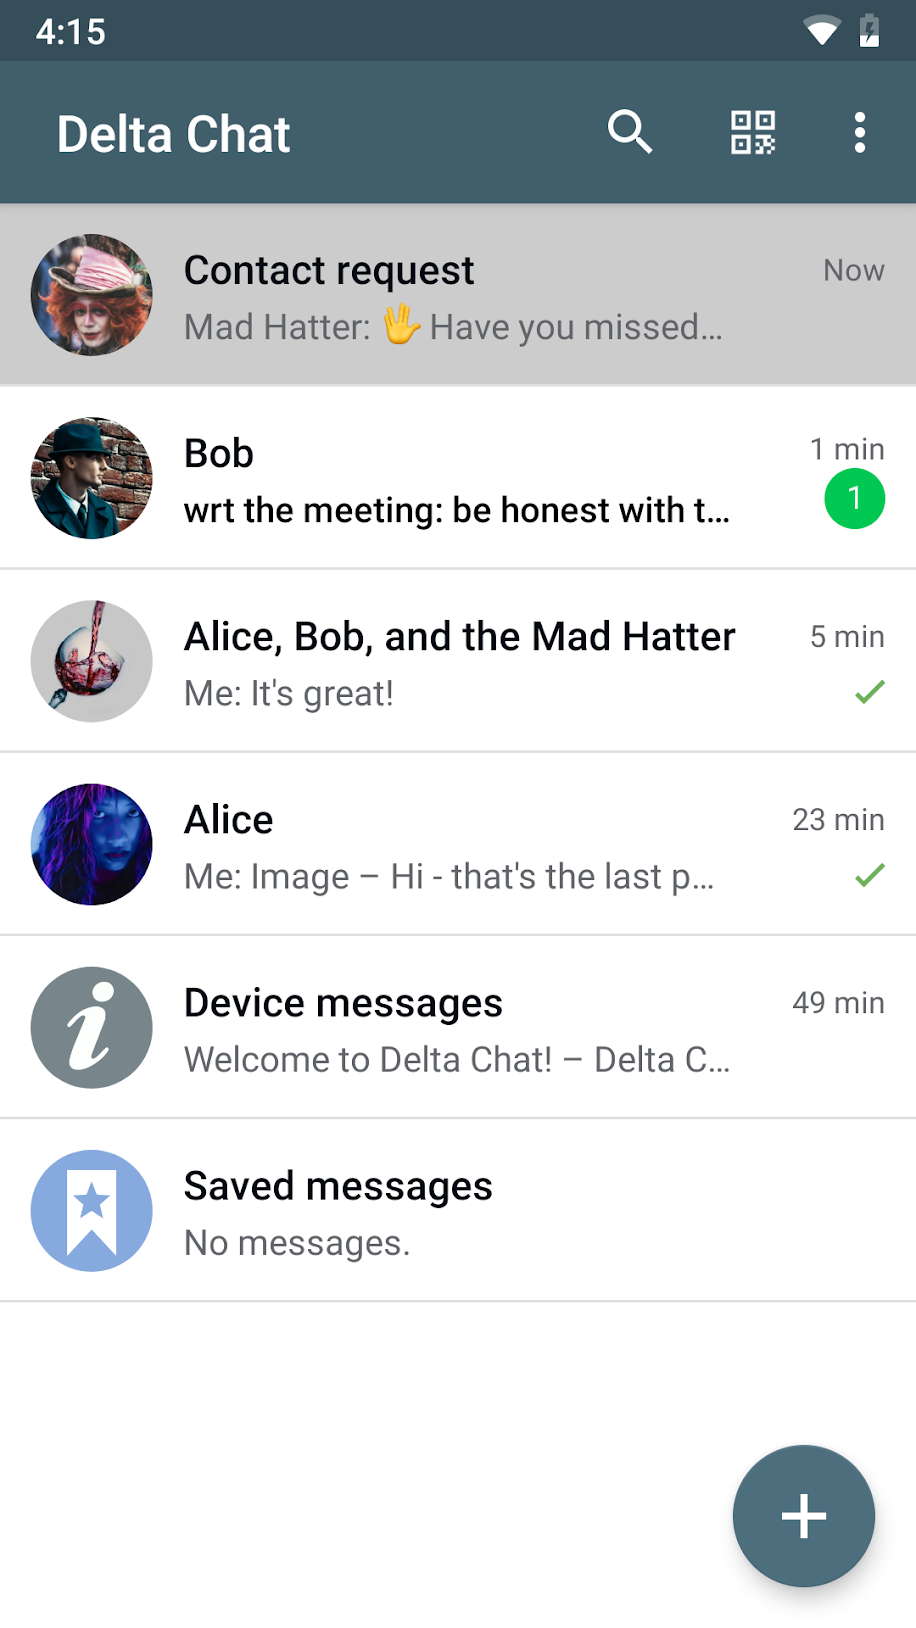 4:15
Delta Chat
Contact request
Now
Mad Hatter: 🖖 Have you missed...
Bob
1 min
wrt the meeting: be honest with t...
1
Alice, Bob, and the Mad Hatter
5 min
Me: It's great!
Alice
23 min
Me: Image – Hi - that's the last p...
Device messages
49 min
Welcome to Delta Chat! – Delta C...
Saved messages
No messages.